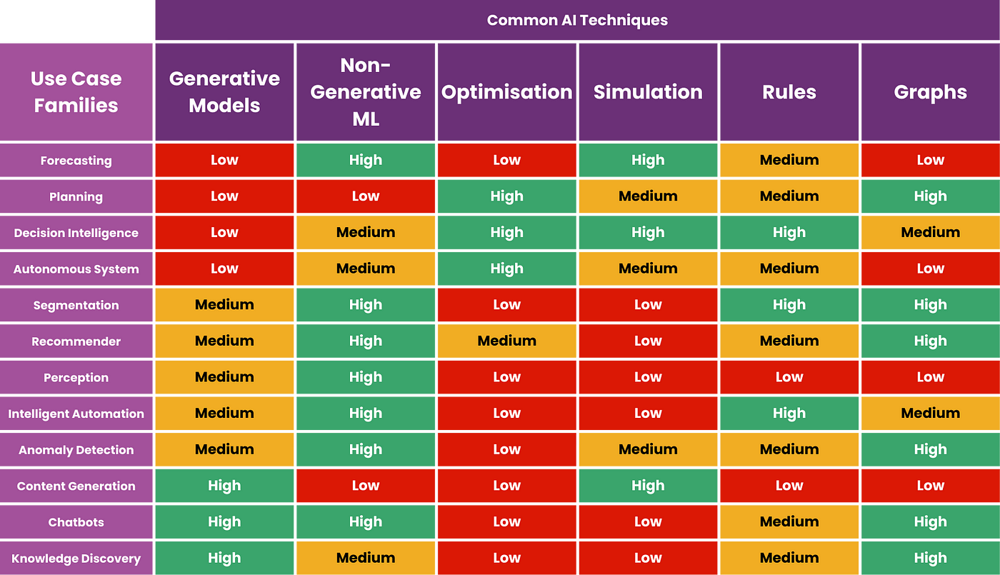 Common AI Techniques
Use Case
Families
Generative
Models
Non-
Generative
ML
Optimisation
Simulation
Rules
Graphs
Forecasting Low High Low High Medium Low
Planning Low Low High Medium Medium High
Decision Intelligence Low Medium High High High Medium
Autonomous System Low Medium High Medium Medium Low
Segmentation Medium High Low Low High High
Recommender Medium High Medium Low Medium High
Perception Medium High Low Low Low Low
Intelligent Automation Medium High Low Low High Medium
Anomaly Detection Medium High Low Medium Medium High
Content Generation High Low Low High Low Low
Chatbots High High Low Low Medium High
Knowledge Discovery High Medium Low Low Medium High